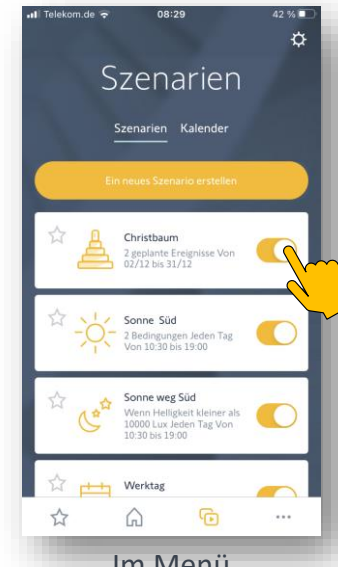 Telekom.de 08:29 42 %
Szenarien
Szenarien Kalender
Ein neues Szenario erstellen
Christbaum
2 geplante Ereignisse Von
02/12 bis 31/12
Sonne Süd
2 Bedingungen Jeden Tag
Von 10:30 bis 19:00
Sonne weg Süd
Wenn Helligkeit kleiner als
10000 Lux Jeden Tag Von
10:30 bis 19:00
Werktag
Im Menü